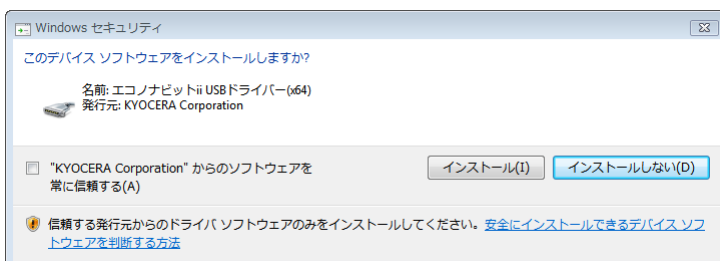 Windows セキュリティ
このデバイス ソフトウェアをインストールしますか?
名前: エコノナビットii USBドライバー(x64)
発行元: KYOCERA Corporation
"KYOCERA Corporation" からのソフトウェアを
常に信頼する(A)
インストール(I)
インストールしない(D)
信頼する発行元からのドライバ ソフトウェアのみをインストールしてください。安全にインストールできるデバイス ソフ
トウェアを判断する方法